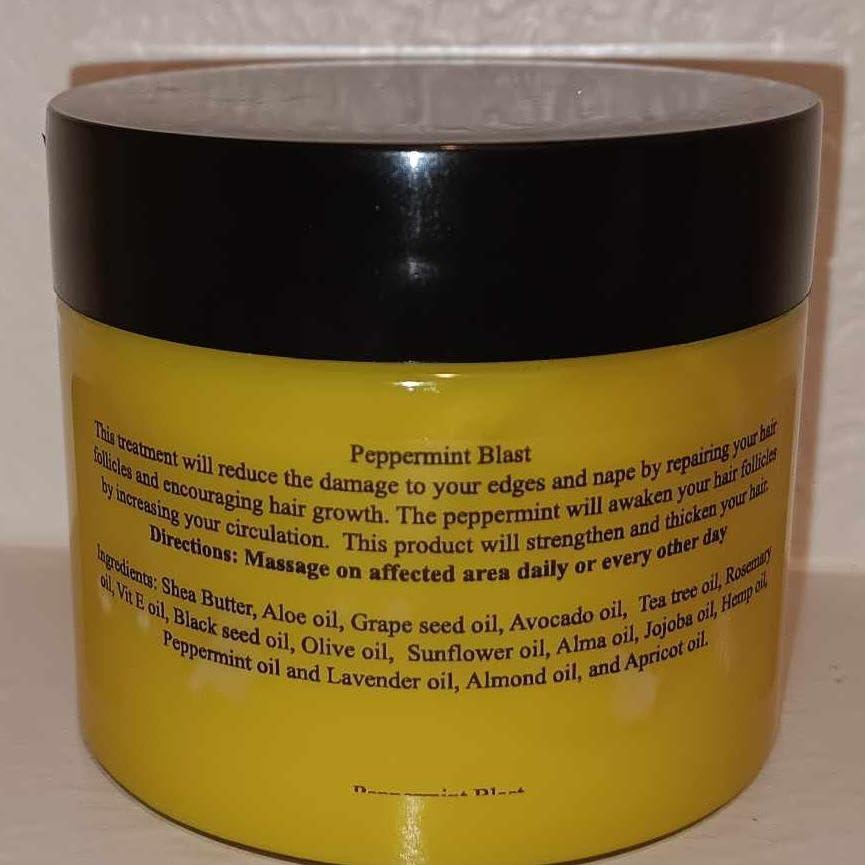 Peppermint Blast
This treatment will reduce the damage to your edges and nape by repairing your hair
follicles and encouraging hair growth. The peppermint will awaken your hair follicles
by increasing your circulation. This product will strengthen and thicken your hair.
Directions: Massage on affected area daily or every other day
Ingredients: Shea Butter, Aloe oil, Grape seed oil, Avocado oil, Tea tree oil, Rosemary
oil, Vit E oil, Black seed oil, Olive oil, Sunflower oil, Alma oil, Jojoba oil, Hemp oil,
Peppermint oil and Lavender oil, Almond oil, and Apricot oil.
Peppermint Blast